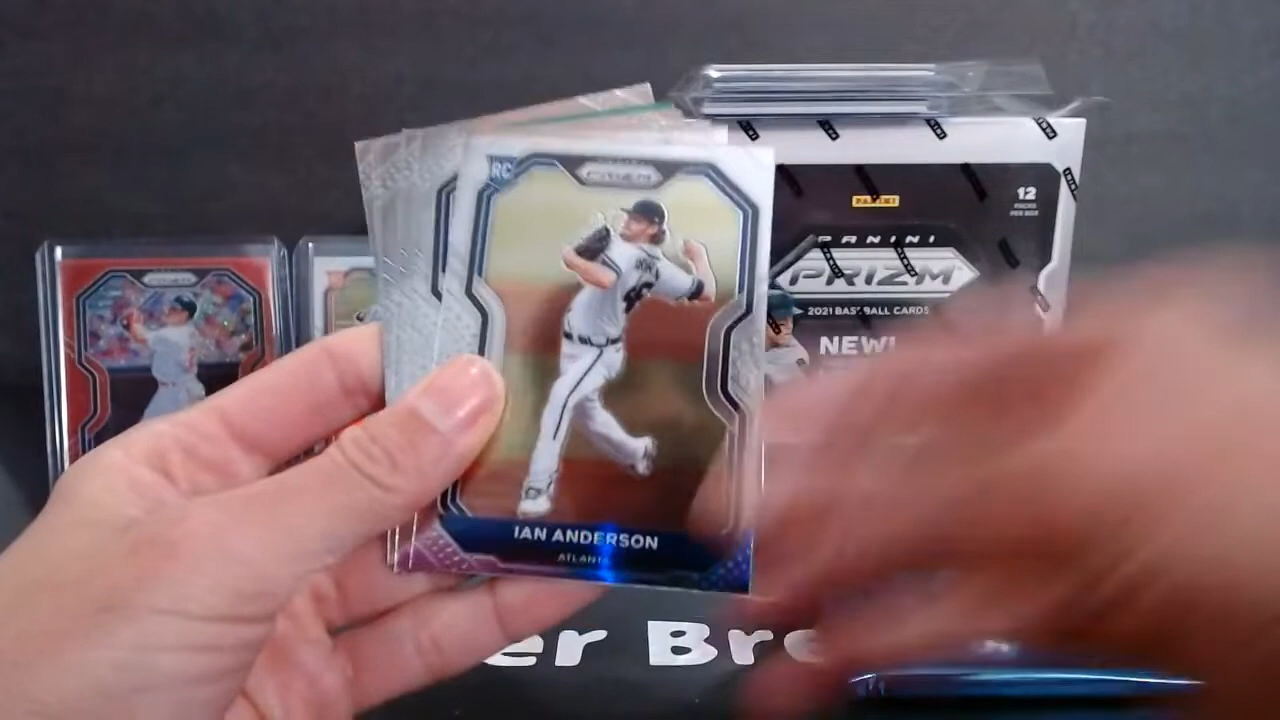 RC
PRIZM
IAN ANDERSON
ATLANTA
PANINI
12
PACKS
PER BOX
PANINI
PRIZM
2021 BASEBALL CARDS
NEW!
er Bre